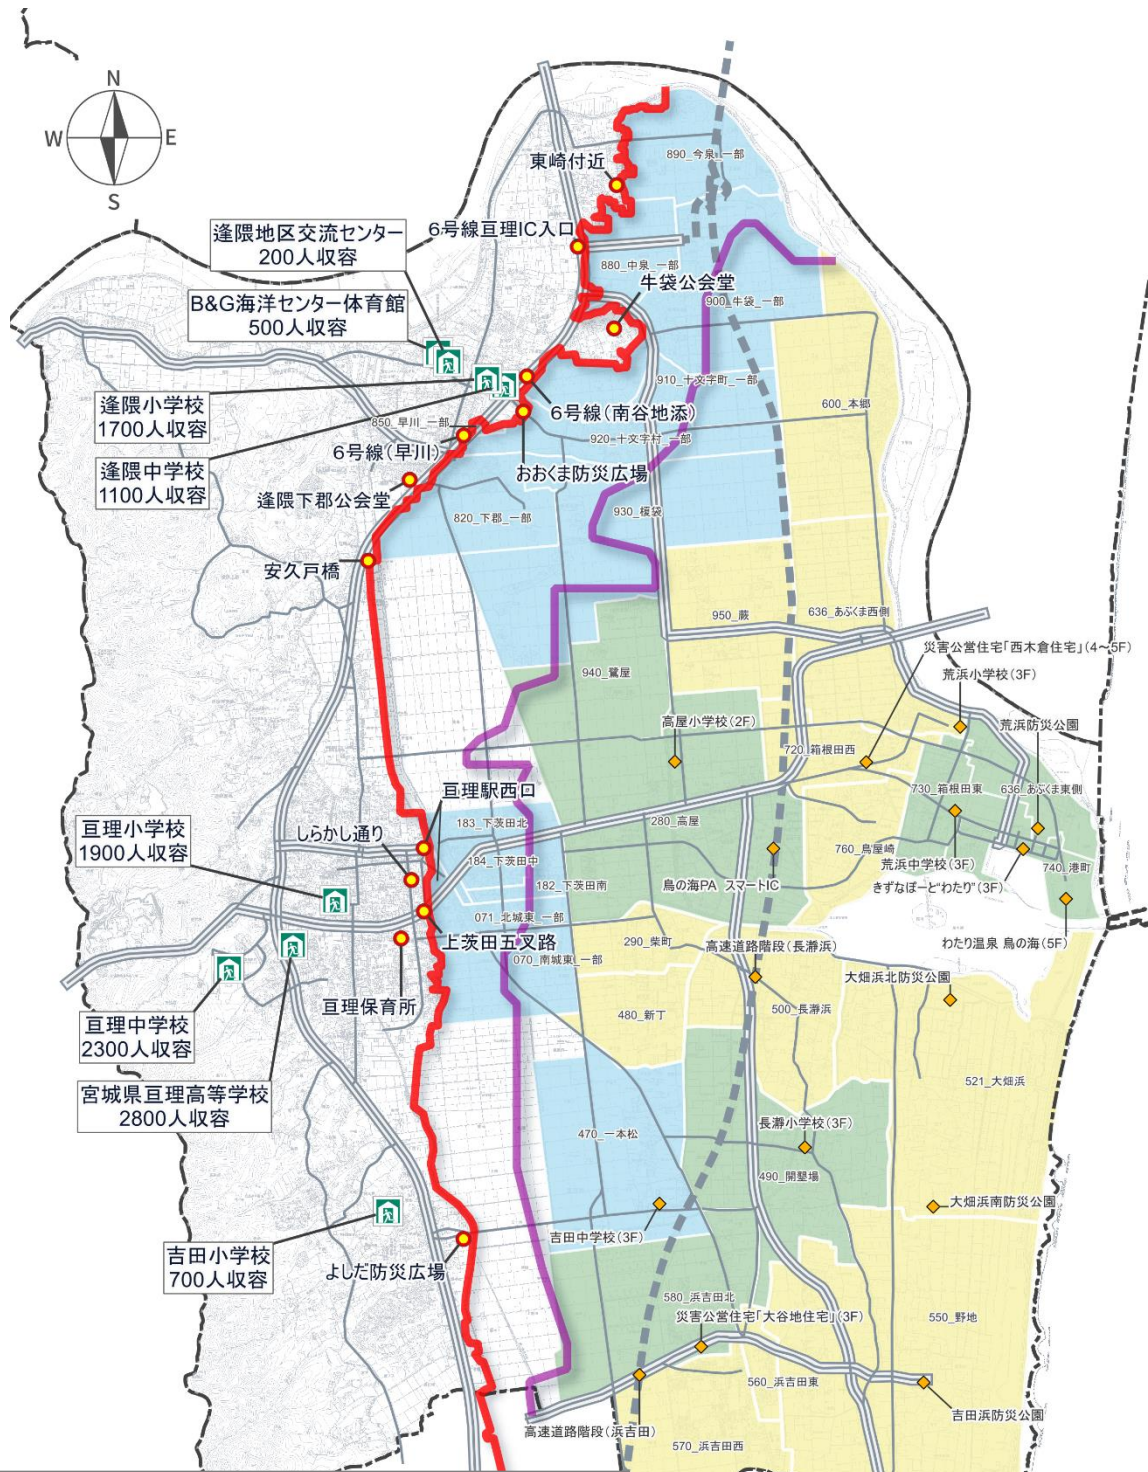 N
W
E
S
890_今泉_一部
東崎付近
6号線亘理IC入口
逢隈地区交流センター
200人収容
880_中泉_一部
牛袋公会堂
B&G海洋センター体育館
500人収容
900_牛袋_一部
910_十文字町_一部
600_本郷
逢隈小学校
1700人収容
850_早川_一部
6号線(南谷地添)
920_十文字村_一部
6号線(早川)
逢隈中学校
1100人収容
おおくま防災広場
逢隈下郡公会堂
820_下郡_一部
930_榎袋
安久戸橋
950_蕨
636_あぶくま西側
災害公営住宅「西木倉住宅」(4～5F)
940_鷺屋
荒浜小学校(3F)
高屋小学校(2F)
荒浜防災公園
720_箱根田西
亘理駅西口
730_箱根田東
636_あぶくま東側
しらかし通り
183_下茨田北
280_高屋
亘理小学校
1900人収容
184_下茨田中
760_鳥屋崎
荒浜中学校(3F)
740_港町
182_下茨田南
鳥の海PA スマートIC
きずなぽーと"わたり"(3F)
071_北城東_一部
上茨田五叉路
290_柴町
高速道路階段(長瀞浜)
わたり温泉 鳥の海(5F)
070_南城東_一部
大畑浜北防災公園
亘理保育所
480_新丁
500_長瀞浜
亘理中学校
2300人収容
521_大畑浜
宮城県亘理高等学校
2800人収容
470_一本松
長瀞小学校(3F)
490_開墾場
大畑浜南防災公園
吉田中学校(3F)
吉田小学校
700人収容
よしだ防災広場
580_浜吉田北
災害公営住宅「大谷地住宅」(3F)
550_野地
560_浜吉田東
吉田浜防災公園
高速道路階段(浜吉田)
570_浜吉田西